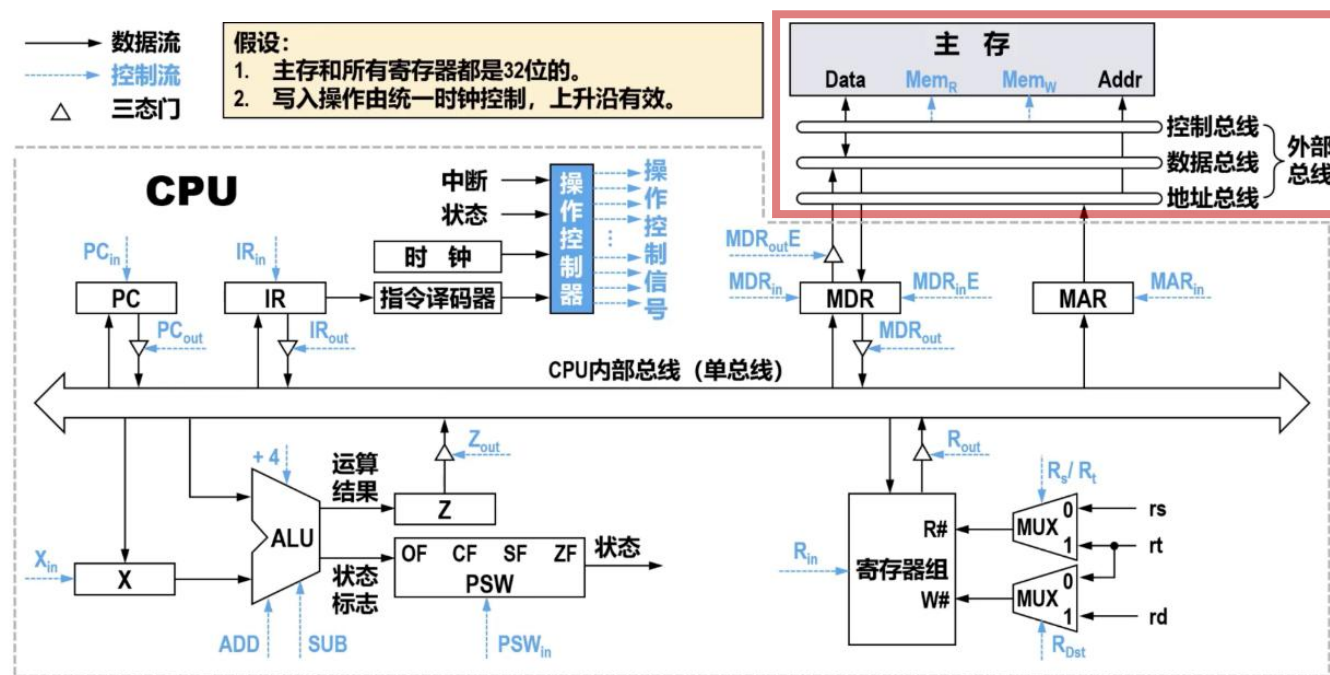 数据流
控制流
三态门
假设：
1. 主存和所有寄存器都是32位的。
2. 写入操作由统一时钟控制，上升沿有效。
主 存
Data
MemR
MemW
Addr
控制总线
数据总线
地址总线
外部总线
CPU
中断
状态
时 钟
指令译码器
操作控制器
操作控制信号
⋮
PCin
PC
PCout
IRin
IR
IRout
MDRoutE
MDRin
MDR
MDRinE
MDRout
MAR
MARin
CPU内部总线（单总线）
+4
运算结果
Zout
Z
ALU
Xin
X
状态标志
OF CF SF ZF
PSW
状态
ADD
SUB
PSWin
Rout
Rs/ Rt
R#
MUX
0
1
rs
rt
Rin
寄存器组
W#
MUX
0
1
rd
RDst